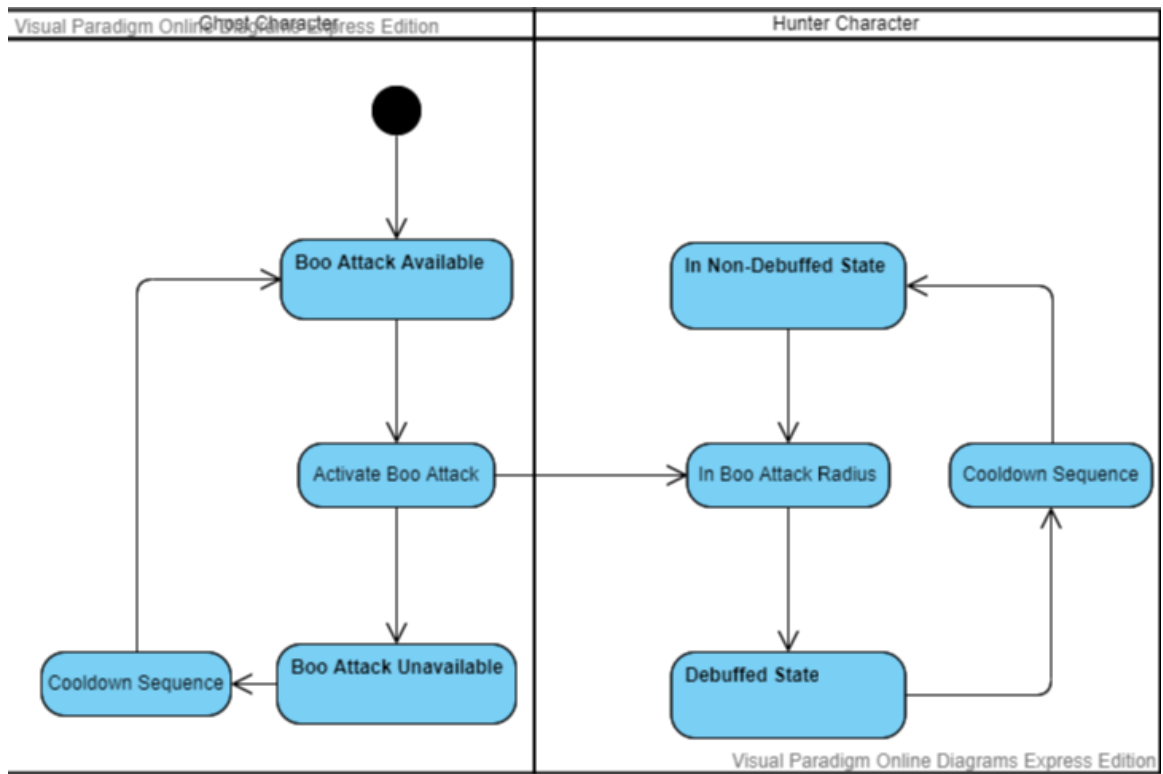 Ghost Character
Visual Paradigm Online Diagrams Express Edition
Hunter Character
Boo Attack Available
Activate Boo Attack
Boo Attack Unavailable
Cooldown Sequence
In Non-Debuffed State
In Boo Attack Radius
Cooldown Sequence
Debuffed State
Visual Paradigm Online Diagrams Express Edition